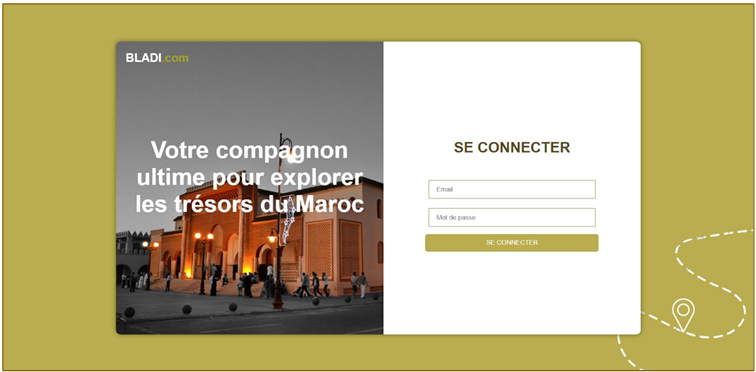 BLADI.com
Votre compagnon
ultime pour explorer
les trésors du Maroc
SE CONNECTER
Email
Mot de passe
SE CONNECTER